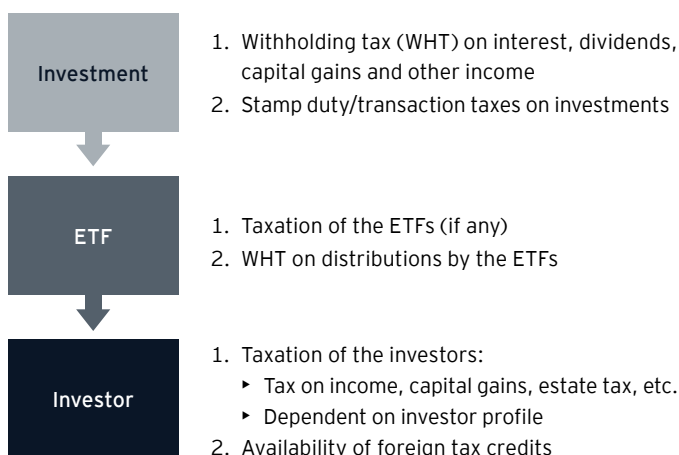 Investment
1. Withholding tax (WHT) on interest, dividends,
capital gains and other income
2. Stamp duty/transaction taxes on investments
ETF
1. Taxation of the ETFs (if any)
2. WHT on distributions by the ETFs
Investor
1. Taxation of the investors:
‣ Tax on income, capital gains, estate tax, etc.
‣ Dependent on investor profile
2. Availability of foreign tax credits